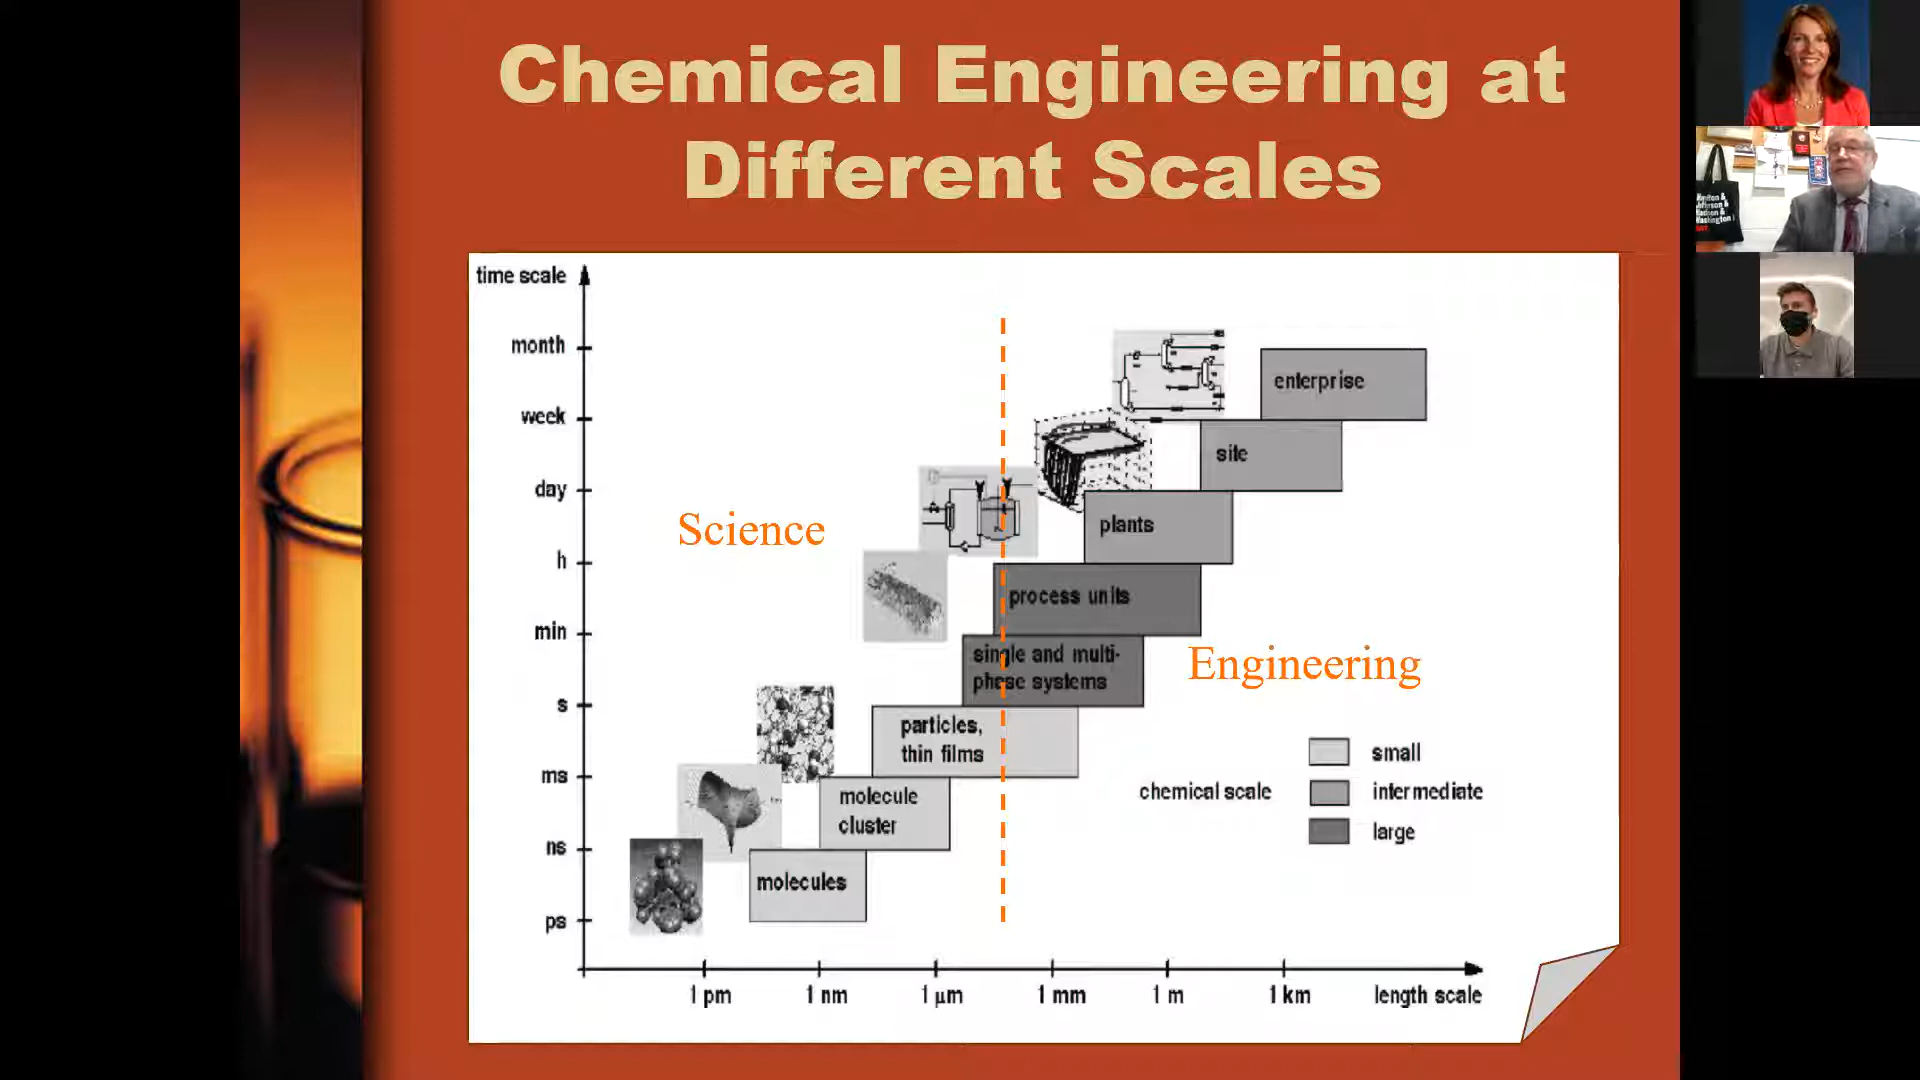 Chemical Engineering at
Different Scales
time scale
month
week
day
h
min
s
ms
ns
ps
enterprise
site
plants
process units
single and multi-
phase systems
particles,
thin films
molecule
cluster
molecules
Science
Engineering
chemical scale
small
intermediate
large
1 pm
1 nm
1 μm
1 mm
1 m
1 km
length scale